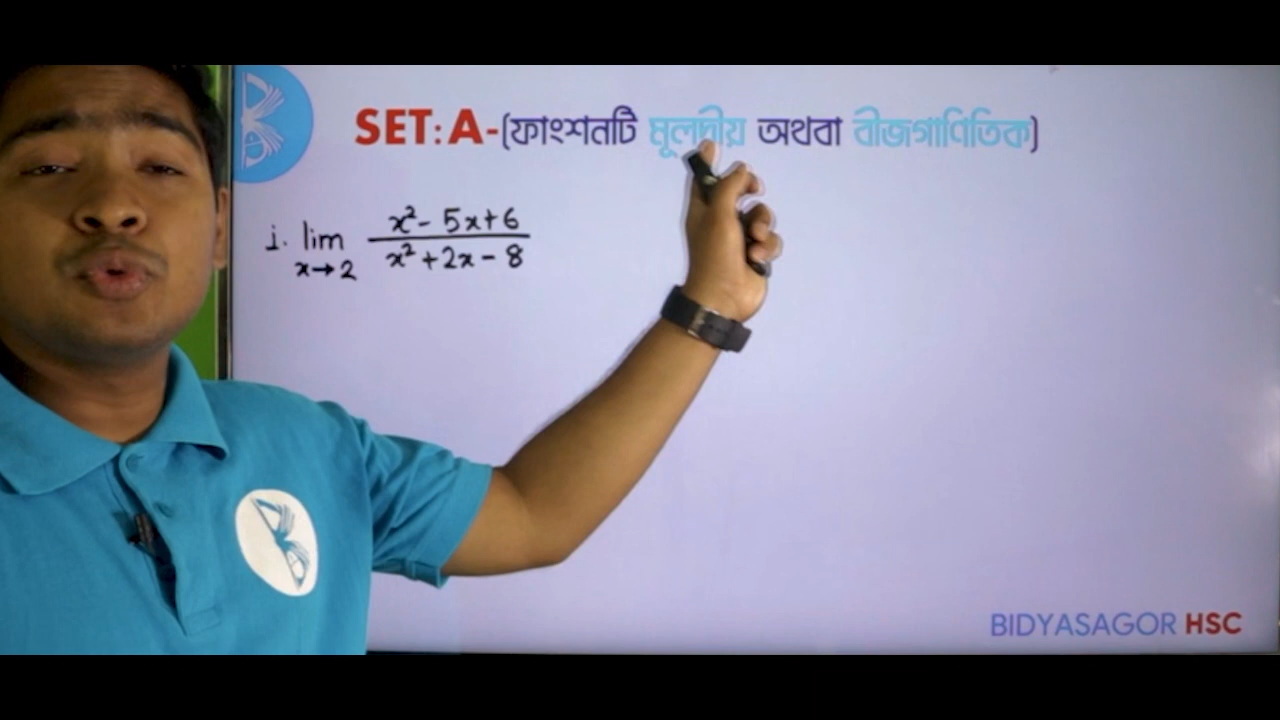 SET: A-(ফাংশনটি মূলদীয় অথবা বীজগাণিতিক)
i. lim x→2 x²- 5x+6 / x²+2x-8
BIDYASAGOR HSC